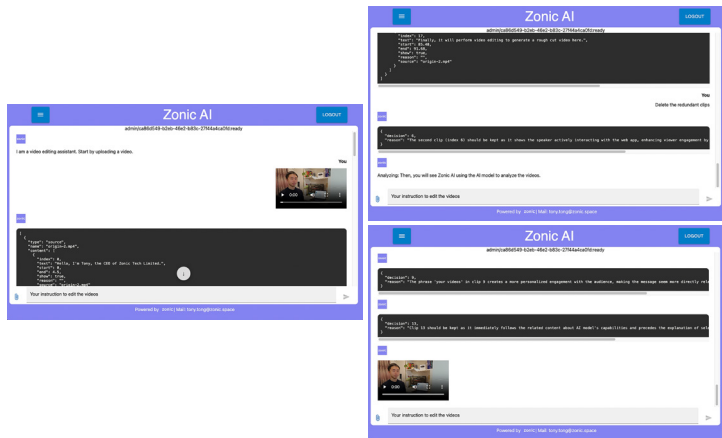 Zonic AI
LOGOUT
admin/ca86d549-b2eb-46e2-b83c-27f44a4ca0fd:ready
I am a video editing assistant. Start by uploading a video.
You
0:00
{
"type": "source",
"name": "origin-2.mp4",
"content": [
{
"index": 0,
"text": "Hello, I'm Tony, the CEO of Zonic Tech Limited.",
"start": 0,
"end": 4.5,
"show": true,
"reason": "",
"source": "origin-2.mp4"
Your instruction to edit the videos
Powered by ZONIC | Mail: tony.long@zonic.space
Zonic AI
LOGOUT
admin/ca86d549-b2eb-46e2-b83c-27f44a4ca0fd:ready
"index": 17,
"text": "Finally, it will perform video editing to generate a rough cut video here.",
"start": 85.48,
"end": 91.68,
"show": true,
"reason": "",
"source": "origin-2.mp4"
}
]
}
]
You
Delete the redundant clips
{
"decision": 6,
"reason": "The second clip (index 6) should be kept as it shows the speaker actively interacting with the web app, enhancing viewer engagement by
Analyzing: Then, you will see Zonic AI using the AI model to analyze the videos.
Your instruction to edit the videos
Powered by ZONIC | Mail: tony.long@zonic.space
Zonic AI
LOGOUT
admin/ca86d549-b2eb-46e2-b83c-27f44a4ca0fd:ready
{
"reason": "The phrase 'your videos' in clip 8 creates a more personalized engagement with the audience, making the message seem more directly rel
{
"decision": 13,
"reason": "Clip 13 should be kept as it immediately follows the related content about AI model's capabilities and precedes the explanation of sel
0:00
Your instruction to edit the videos
Powered by ZONIC | Mail: tony.long@zonic.space